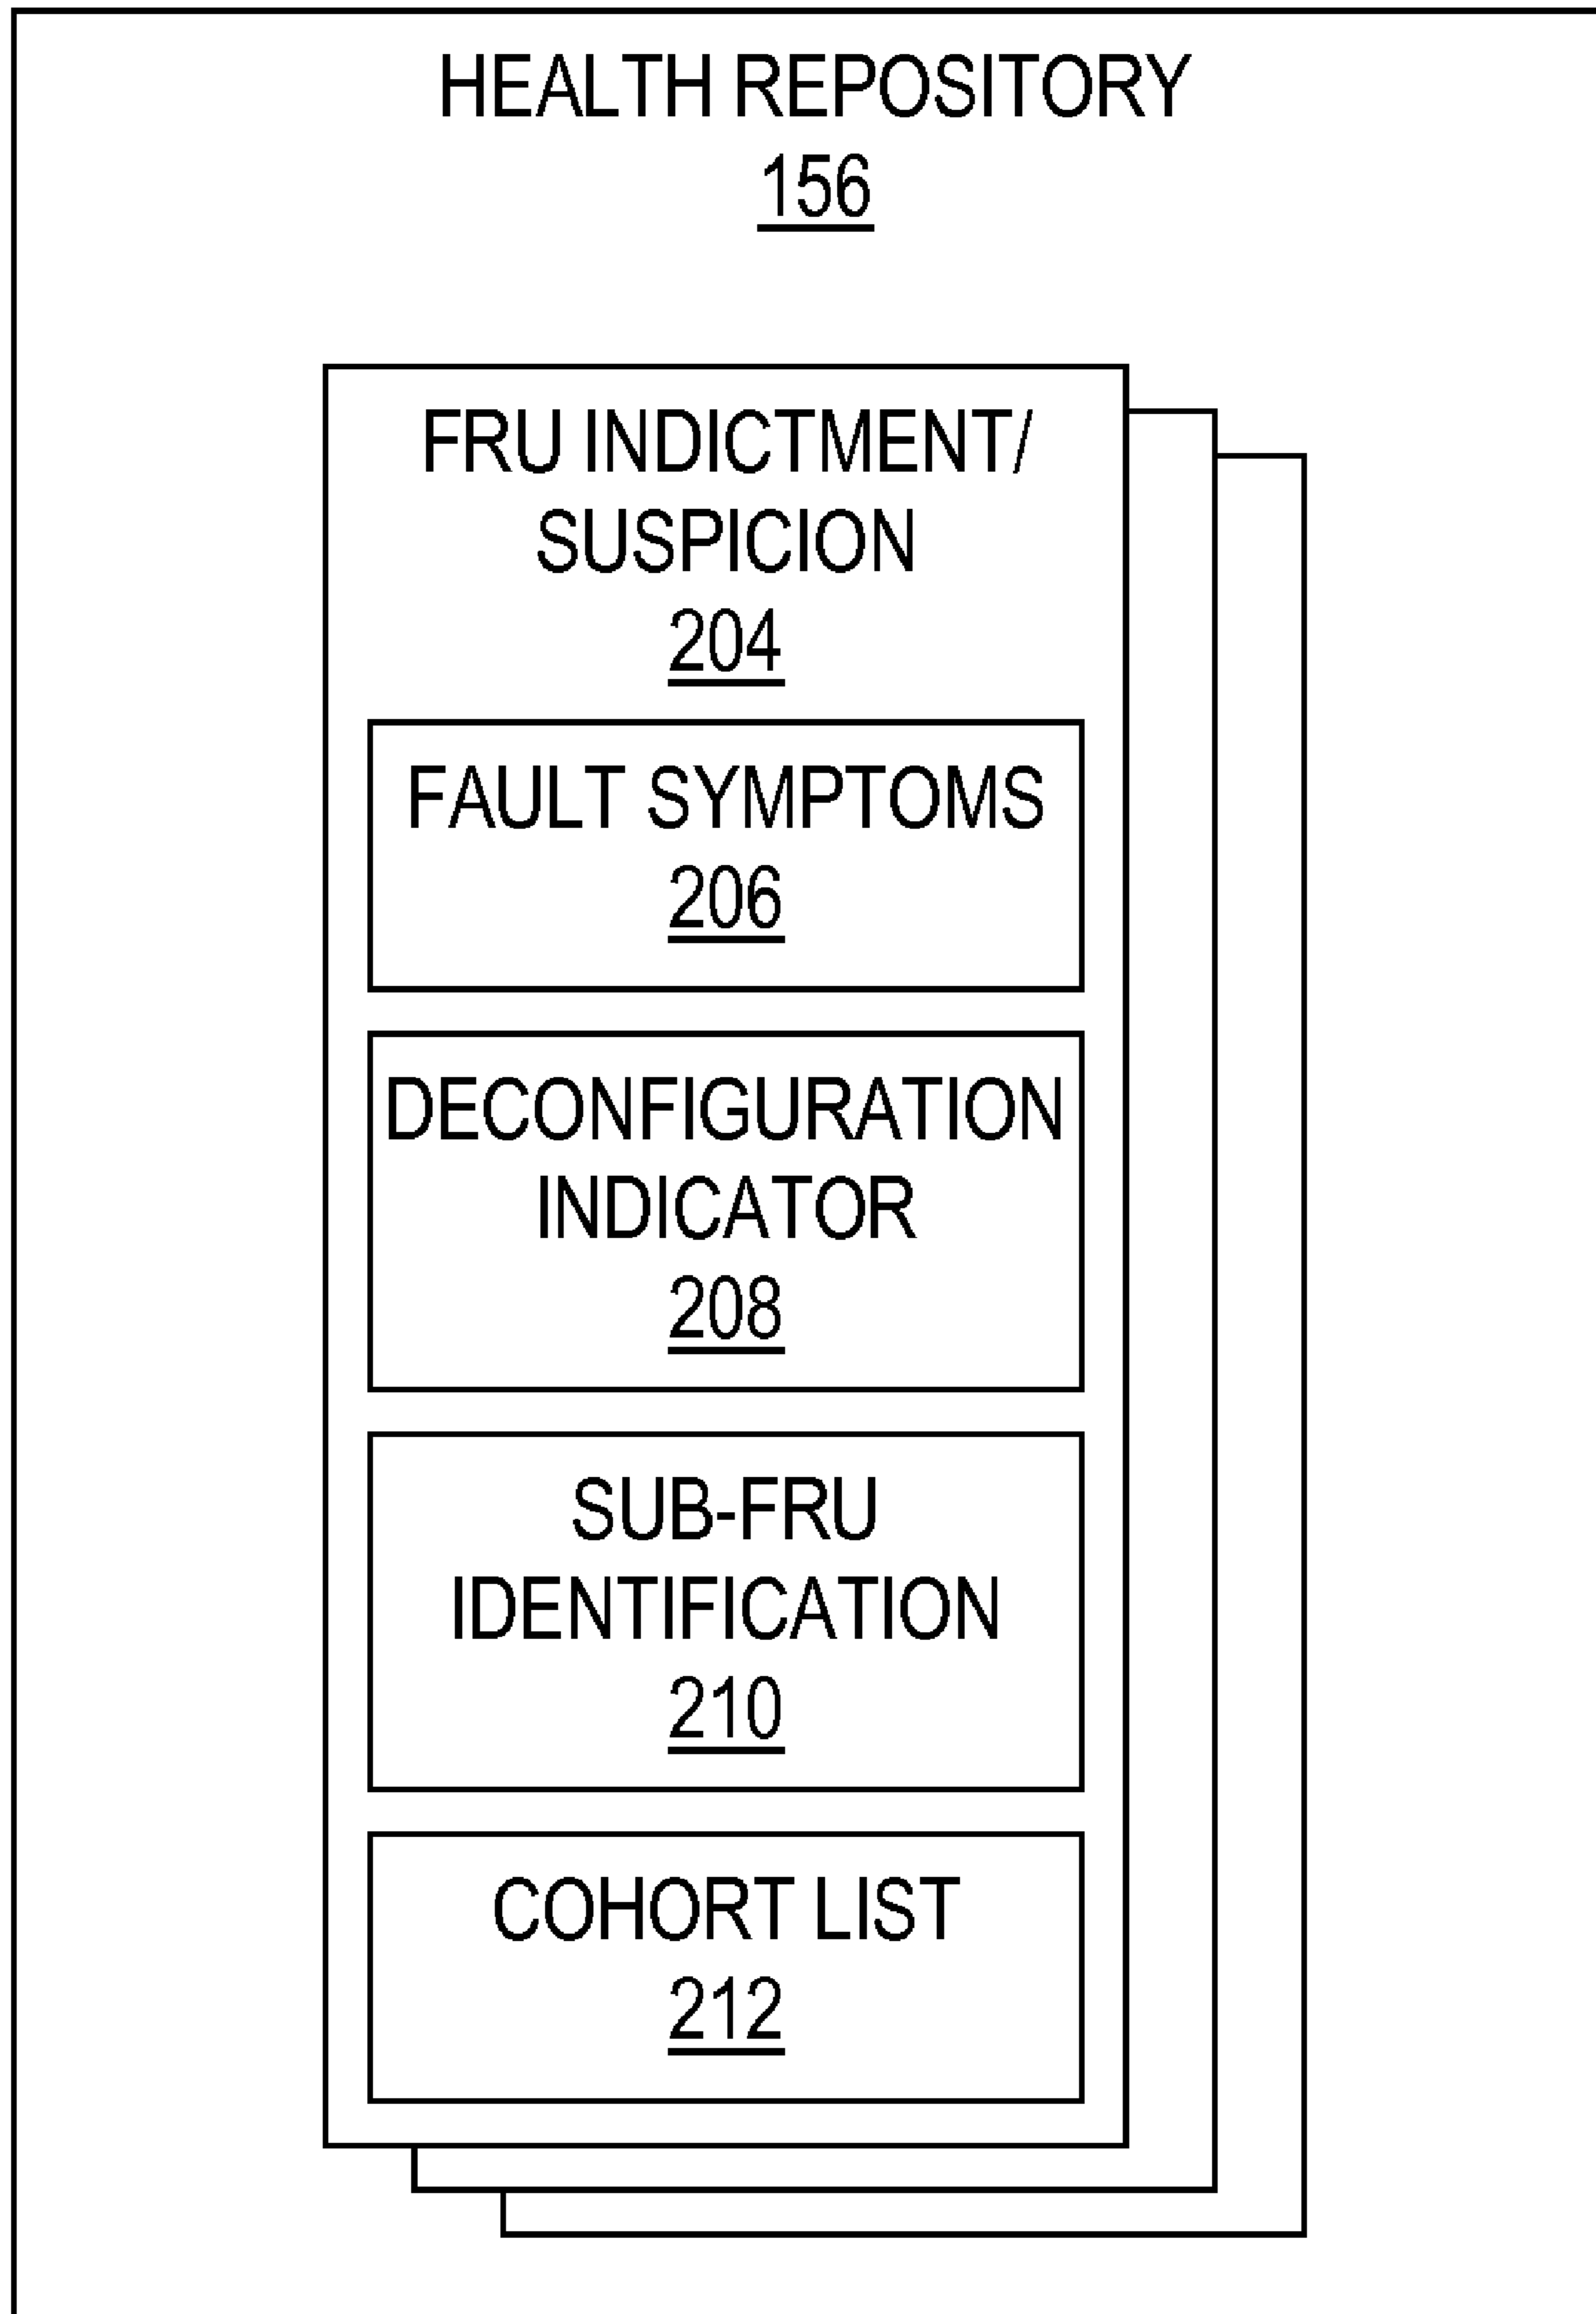 HEALTH REPOSITORY
156
FRU INDICTMENT/
SUSPICION
204
FAULT SYMPTOMS
206
DECONFIGURATION
INDICATOR
208
SUB-FRU
IDENTIFICATION
210
COHORT LIST
212